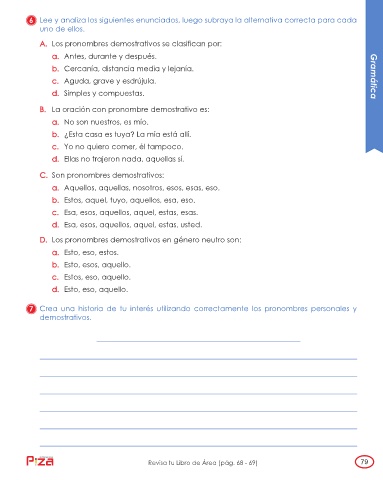 6 Lee y analiza los siguientes enunciados, luego subraya la alternativa correcta para cada
uno de ellos.
A. Los pronombres demostrativos se clasifican por:
a. Antes, durante y después.
b. Cercanía, distancia media y lejanía.
c. Aguda, grave y esdrújula.
d. Simples y compuestas.
B. La oración con pronombre demostrativo es:
a. No son nuestros, es mío.
b. ¿Esta casa es tuya? La mía está allí.
c. Yo no quiero comer, él tampoco.
d. Ellas no trajeron nada, aquellas sí.
C. Son pronombres demostrativos:
a. Aquellos, aquellas, nosotros, esos, esas, eso.
b. Estos, aquel, tuyo, aquellos, esa, eso.
c. Esa, esos, aquellos, aquel, estas, esas.
d. Esa, esos, aquellos, aquel, estas, usted.
D. Los pronombres demostrativos en género neutro son:
a. Esto, eso, estos.
b. Esto, esos, aquello.
c. Estos, eso, aquello.
d. Esto, eso, aquello.
7 Crea una historia de tu interés utilizando correctamente los pronombres personales y
demostrativos.
Gramática
Piza
Revisa tu Libro de Área (pág. 68 - 69)
79